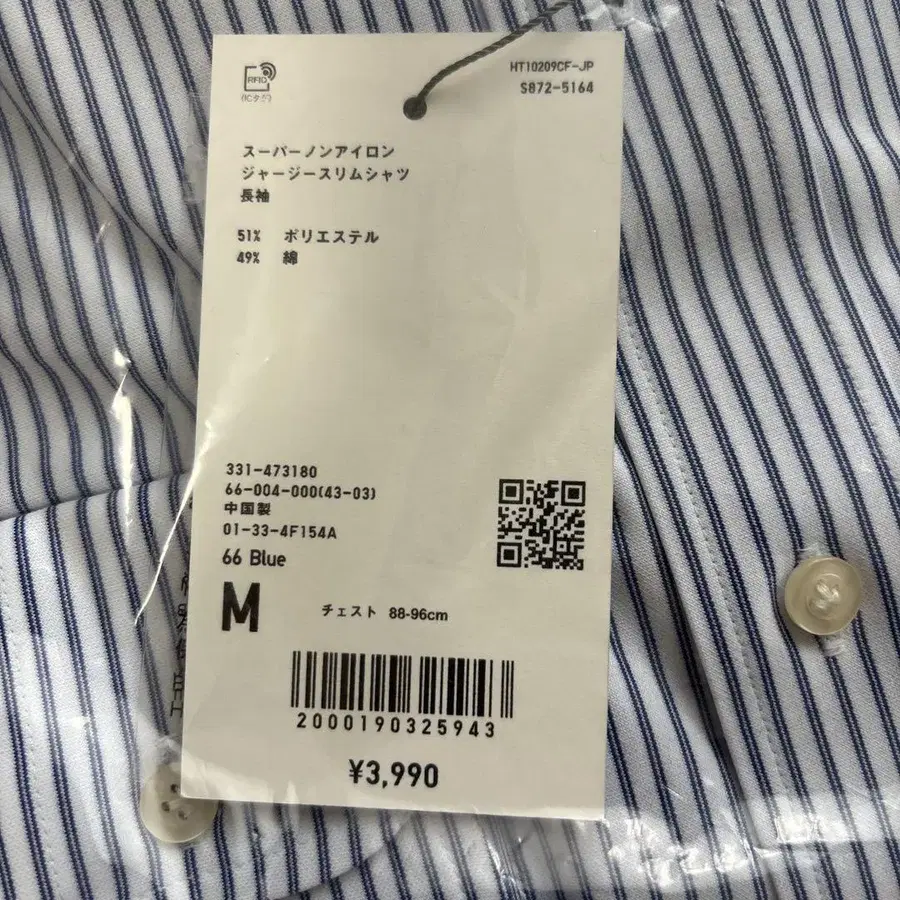 RFID
(ICタグ)
HT10209CF-JP
S872-5164
スーパーノンアイロン
ジャージースリムシャツ
長袖
51% ポリエステル
49% 綿
331-473180
66-004-000(43-03)
中国製
01-33-4F154A
66 Blue
M チェスト 88-96cm
2000190325943
¥3,990